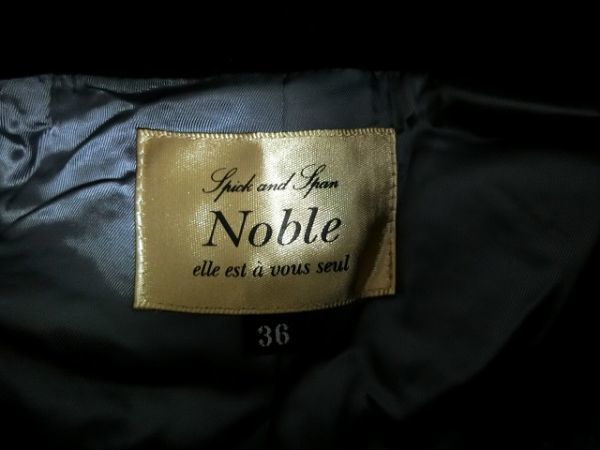 Spick and Span
Noble
elle est à vous seul
36